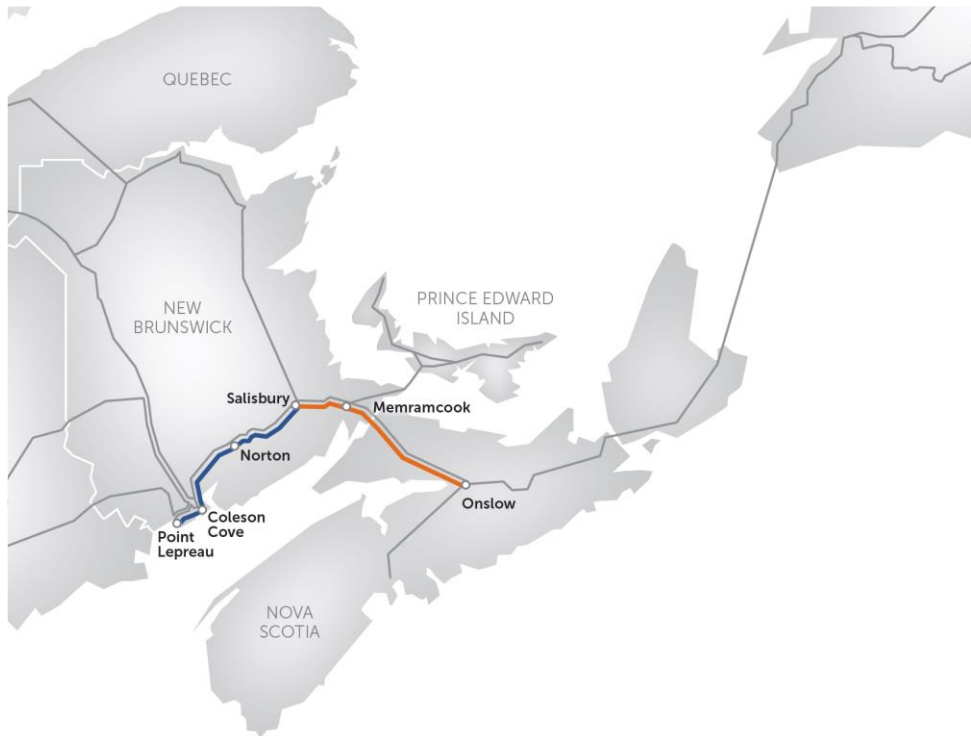 QUEBEC
NEW
BRUNSWICK
PRINCE EDWARD
ISLAND
Salisbury
Memramcook
Norton
Onslow
Coleson
Cove
Point
Lepreau
NOVA
SCOTIA